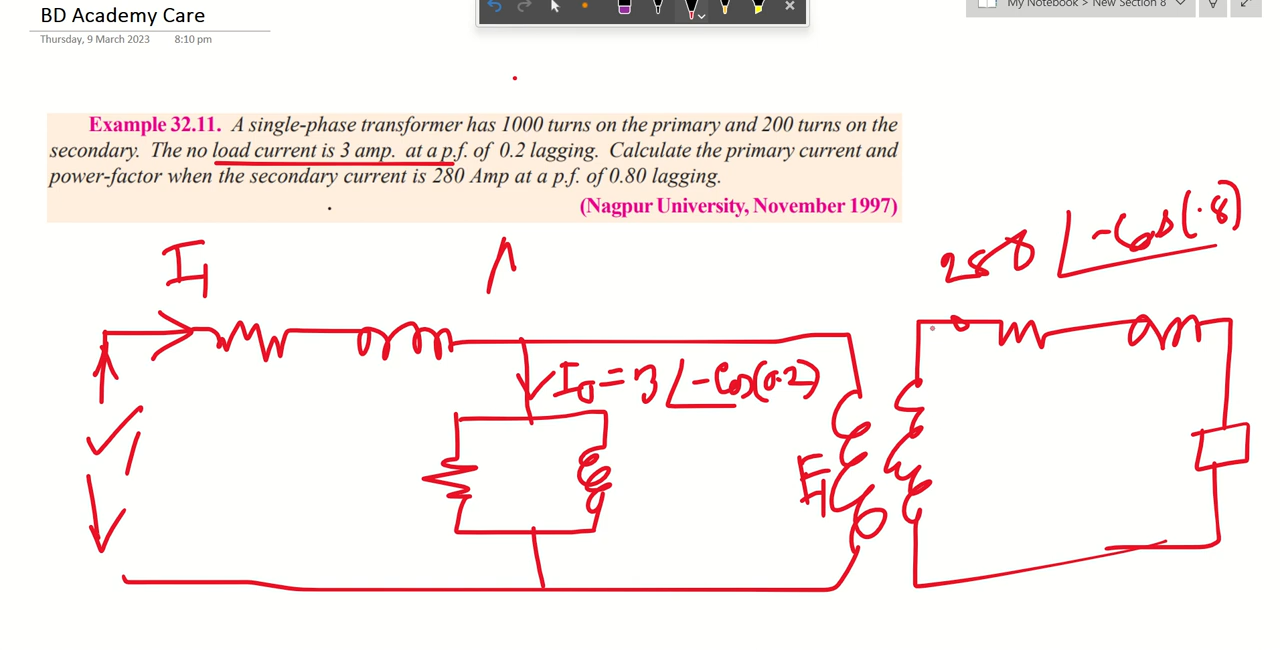 BD Academy Care
My Notebook > New Section 8
Thursday, 9 March 2023 8:10 pm
Example 32.11. A single-phase transformer has 1000 turns on the primary and 200 turns on the
secondary. The no load current is 3 amp. at a p.f. of 0.2 lagging. Calculate the primary current and
power-factor when the secondary current is 280 Amp at a p.f. of 0.80 lagging.
(Nagpur University, November 1997)
I1
∠-Cos(.8)
I0 = 3 ∠-Cos(0.2)
E1